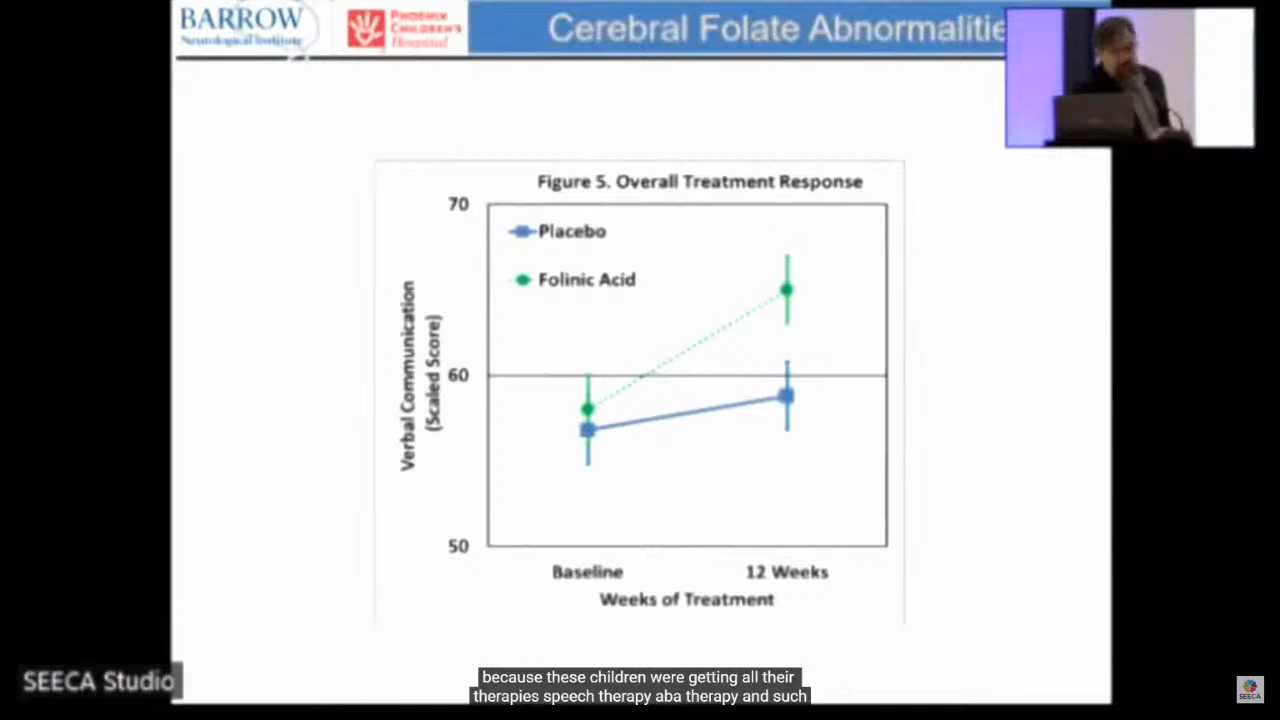 BARROW
Neurological Institute
PHOENIX
CHILDREN'S
Hospital
Cerebral Folate Abnormalitie
Figure 5. Overall Treatment Response
70
Placebo
Folinic Acid
Verbal Communication
(Scaled Score)
60
50
Baseline
12 Weeks
Weeks of Treatment
SEECA Studio
because these children were getting all their
therapies speech therapy aba therapy and such
SEECA